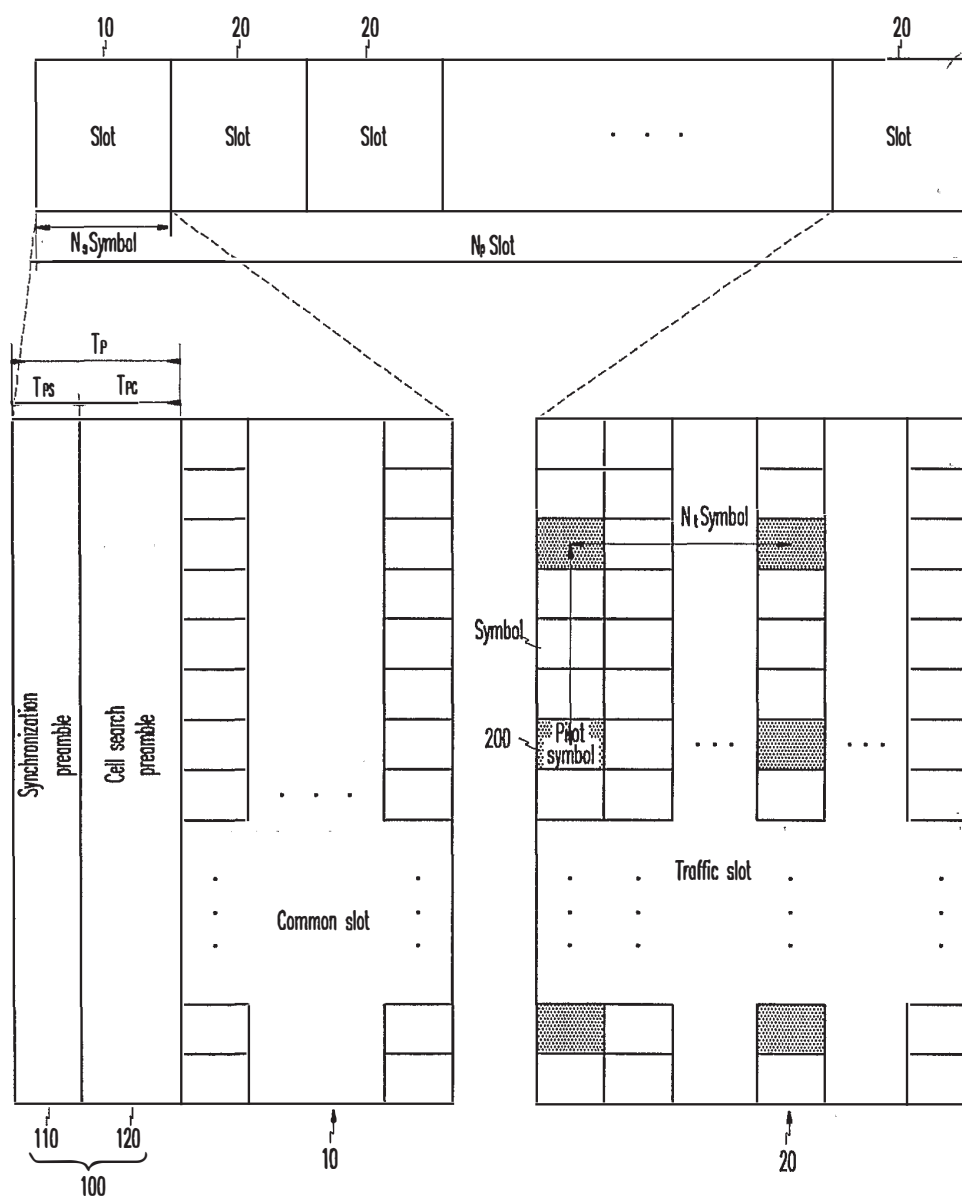 10 20 20 20
Slot Slot Slot . . . Slot
Ns Symbol
Np Slot
TP
TPS TPC
Nt Symbol
Symbol
200
Pilot
symbol
Synchronization
preamble
Cell search
preamble
Traffic slot
Common slot
110 120 10 20
100